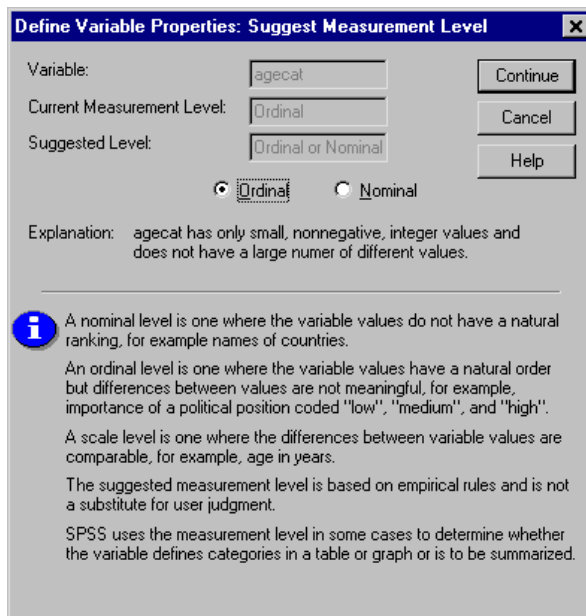 Define Variable Properties: Suggest Measurement Level
Variable: agecat Continue
Current Measurement Level: Ordinal Cancel
Suggested Level: Ordinal or Nominal Help
Ordinal Nominal
Explanation: agecat has only small, nonnegative, integer values and
does not have a large numer of different values.
A nominal level is one where the variable values do not have a natural
ranking, for example names of countries.
An ordinal level is one where the variable values have a natural order
but differences between values are not meaningful, for example,
importance of a political position coded "low", "medium", and "high".
A scale level is one where the differences between variable values are
comparable, for example, age in years.
The suggested measurement level is based on empirical rules and is not
a substitute for user judgment.
SPSS uses the measurement level in some cases to determine whether
the variable defines categories in a table or graph or is to be summarized.